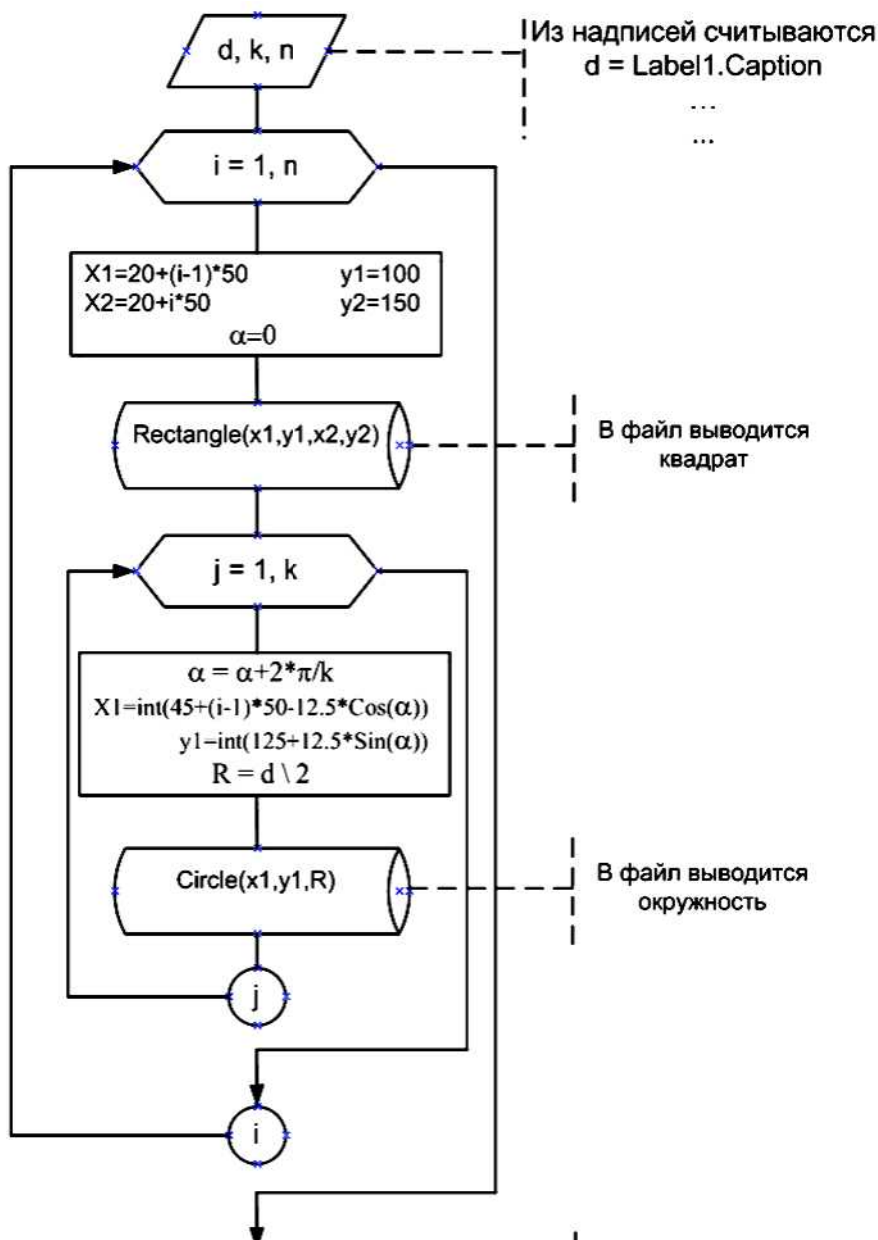 d, k, n
Из надписей считываются
d = Label1.Caption
...
...
i = 1, n
X1=20+(i-1)*50 y1=100
X2=20+i*50 y2=150
α=0
Rectangle(x1,y1,x2,y2)
В файл выводится
квадрат
j = 1, k
α = α+2*π/k
X1=int(45+(i-1)*50-12.5*Cos(α))
y1=int(125+12.5*Sin(α))
R = d \ 2
Circle(x1,y1,R)
В файл выводится
окружность
j
i